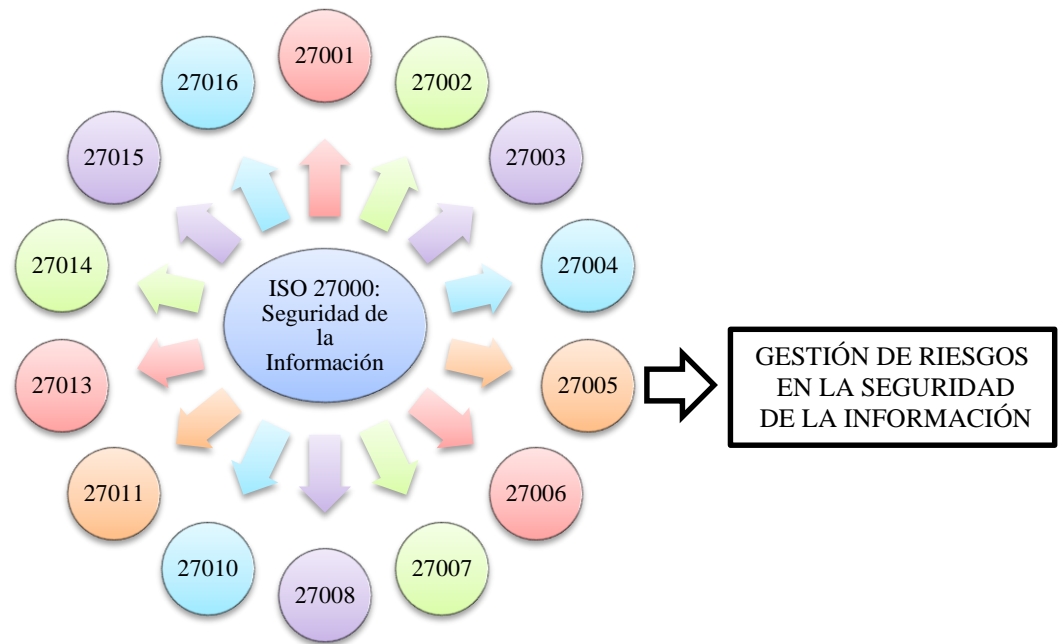 27001
27002
27003
27004
27005
27006
27007
27008
27010
27011
27013
27014
27015
27016
ISO 27000:
Seguridad de
la
Información
GESTIÓN DE RIESGOS
EN LA SEGURIDAD
DE LA INFORMACIÓN